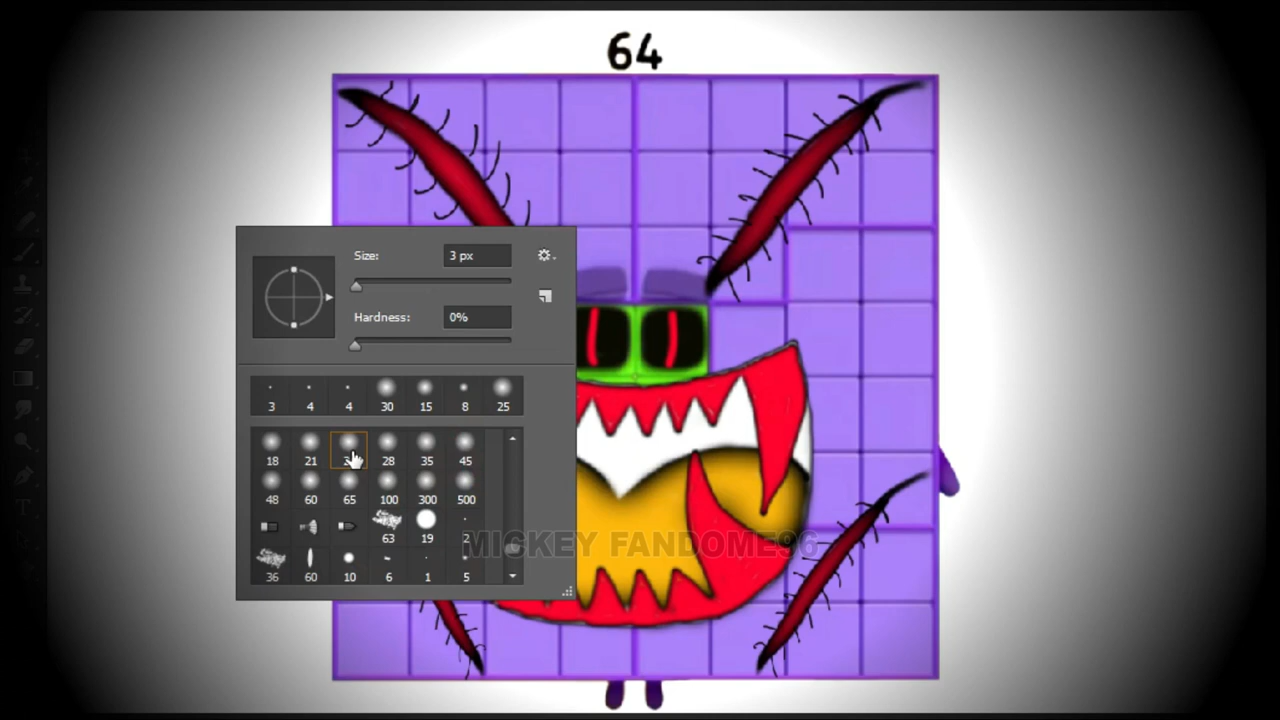 64
Size: 3 px
Hardness: 0%
3 4 4 30 15 8 25
18 21 28 35 45
48 60 65 100 300 500
63 19 2
36 60 10 6 1 5
MICKEY FANDOME96